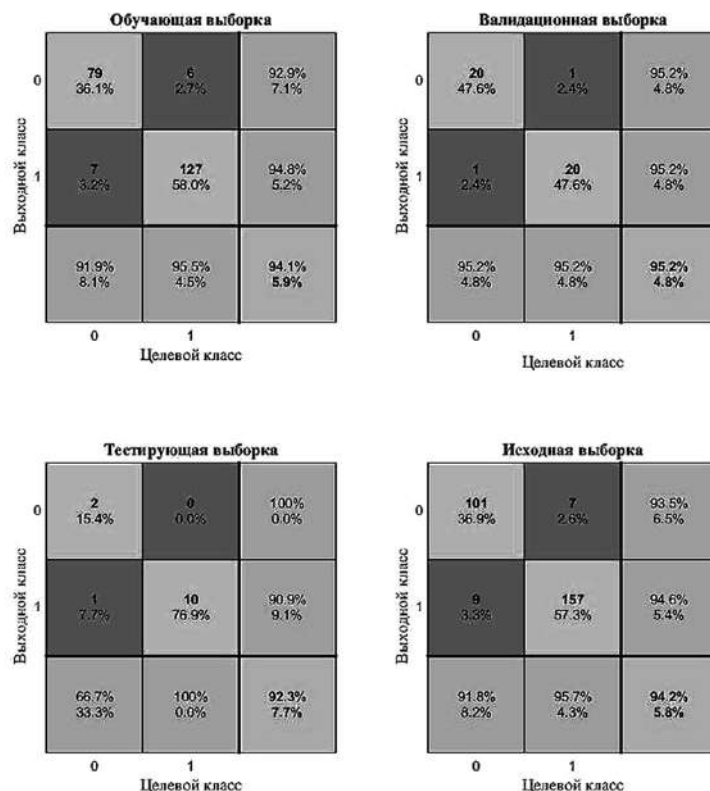 Обучающая выборка
Выходной класс
0
79 6 92.9%
36.1% 2.7% 7.1%
1
7 127 94.8%
3.2% 58.0% 5.2%
91.9% 95.5% 94.1%
8.1% 4.5% 5.9%
0 1
Целевой класс
Валидационная выборка
Выходной класс
0
20 1 95.2%
47.6% 2.4% 4.8%
1
1 20 95.2%
2.4% 47.6% 4.8%
95.2% 95.2% 95.2%
4.8% 4.8% 4.8%
0 1
Целевой класс
Тестирующая выборка
Выходной класс
0
2 0 100%
15.4% 0.0% 0.0%
1
1 10 90.9%
7.7% 76.9% 9.1%
66.7% 100% 92.3%
33.3% 0.0% 7.7%
0 1
Целевой класс
Исходная выборка
Выходной класс
0
101 7 93.5%
36.9% 2.6% 6.5%
1
9 157 94.6%
3.3% 57.3% 5.4%
91.8% 95.7% 94.2%
8.2% 4.3% 5.8%
0 1
Целевой класс